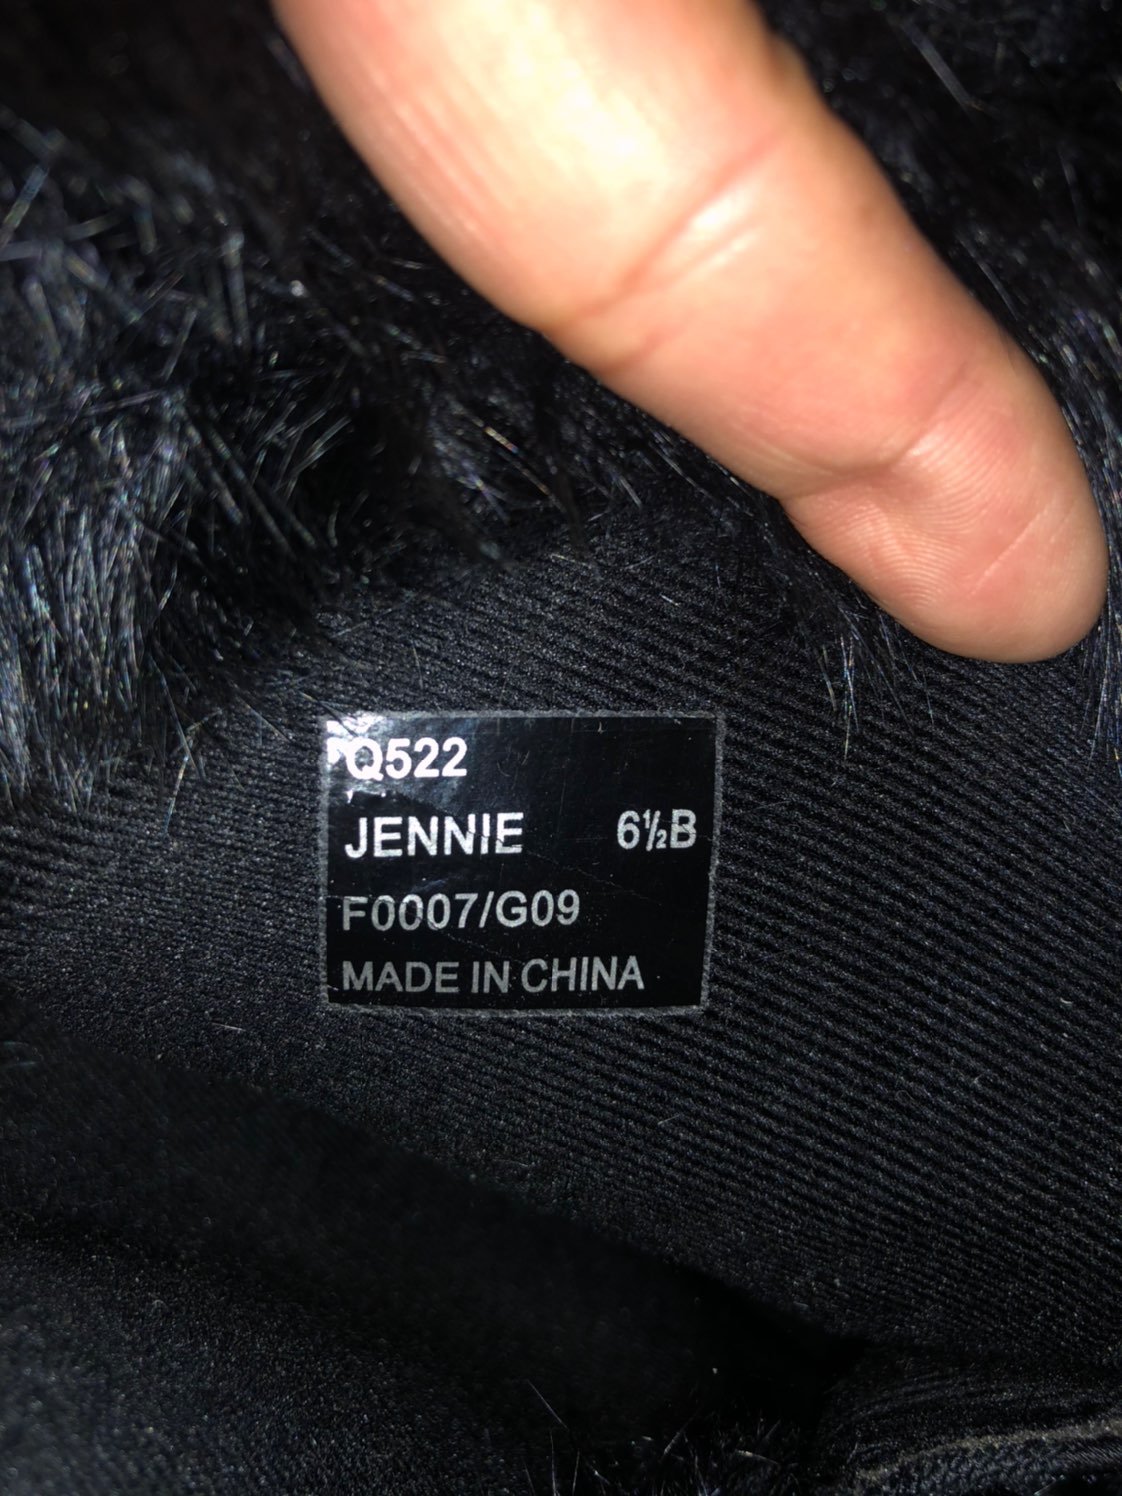 Q522
JENNIE 6½B
F0007/G09
MADE IN CHINA